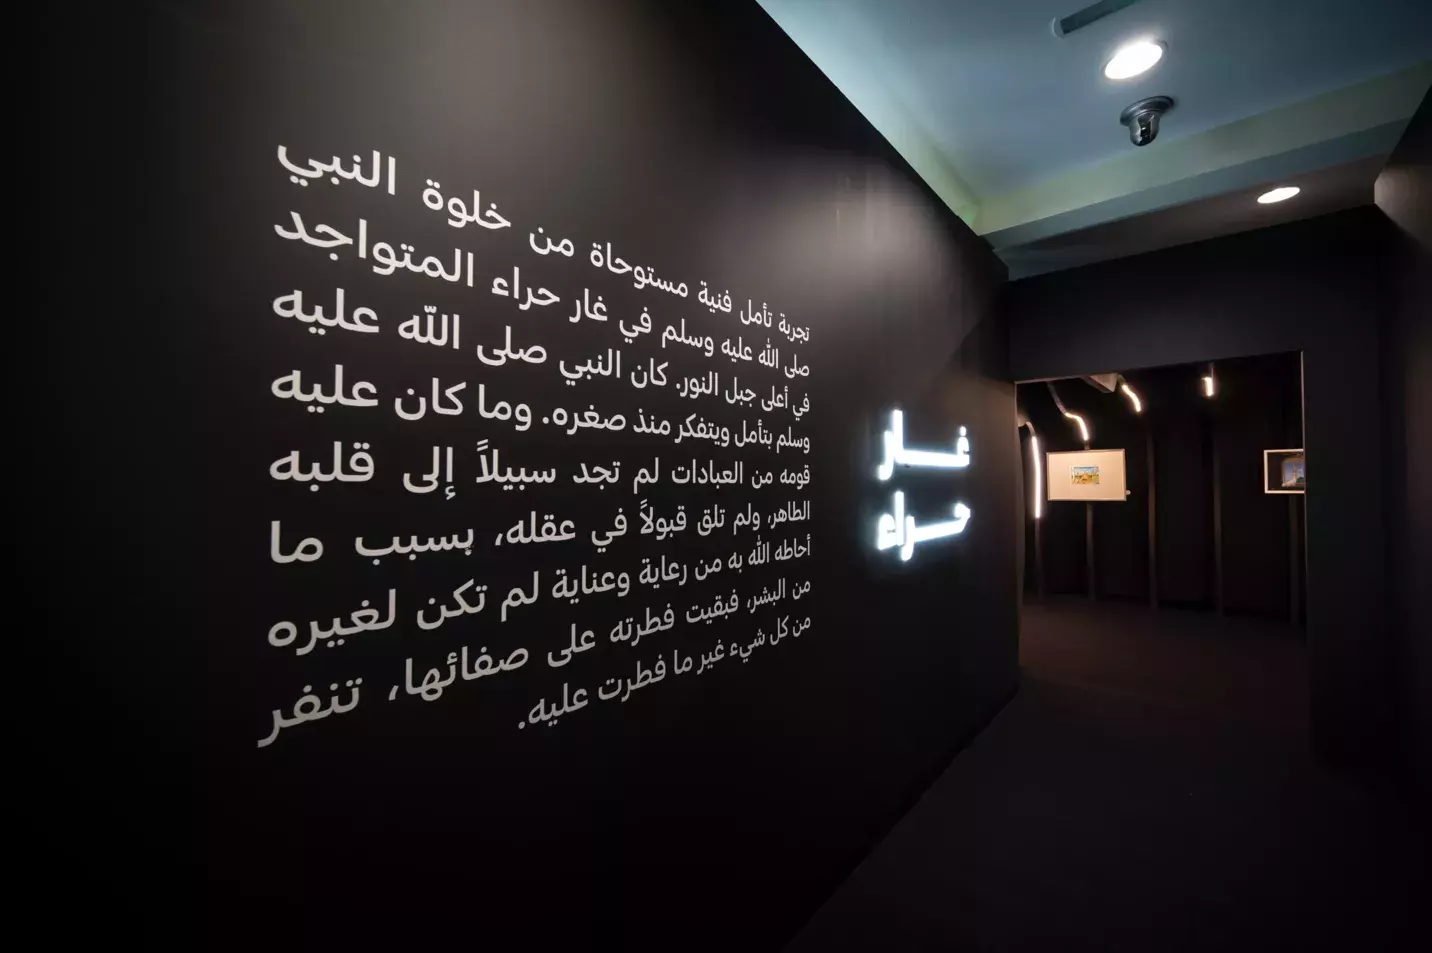 تجربة تأمل فنية مستوحاة من خلوة النبي
صلى الله عليه وسلم في غار حراء المتواجد
في أعلى جبل النور. كان النبي صلى الله عليه
وسلم بتأمل ويتفكر منذ صغره. وما كان عليه
قومه من العبادات لم تجد سبيلاً إلى قلبه
الطاهر، ولم تلق قبولاً في عقله، بسبب ما
أحاطه الله به من رعاية وعناية لم تكن لغيره
من البشر، فبقيت فطرته على صفائها، تنفر
من كل شيء غير ما فطرت عليه.
غار
حراء